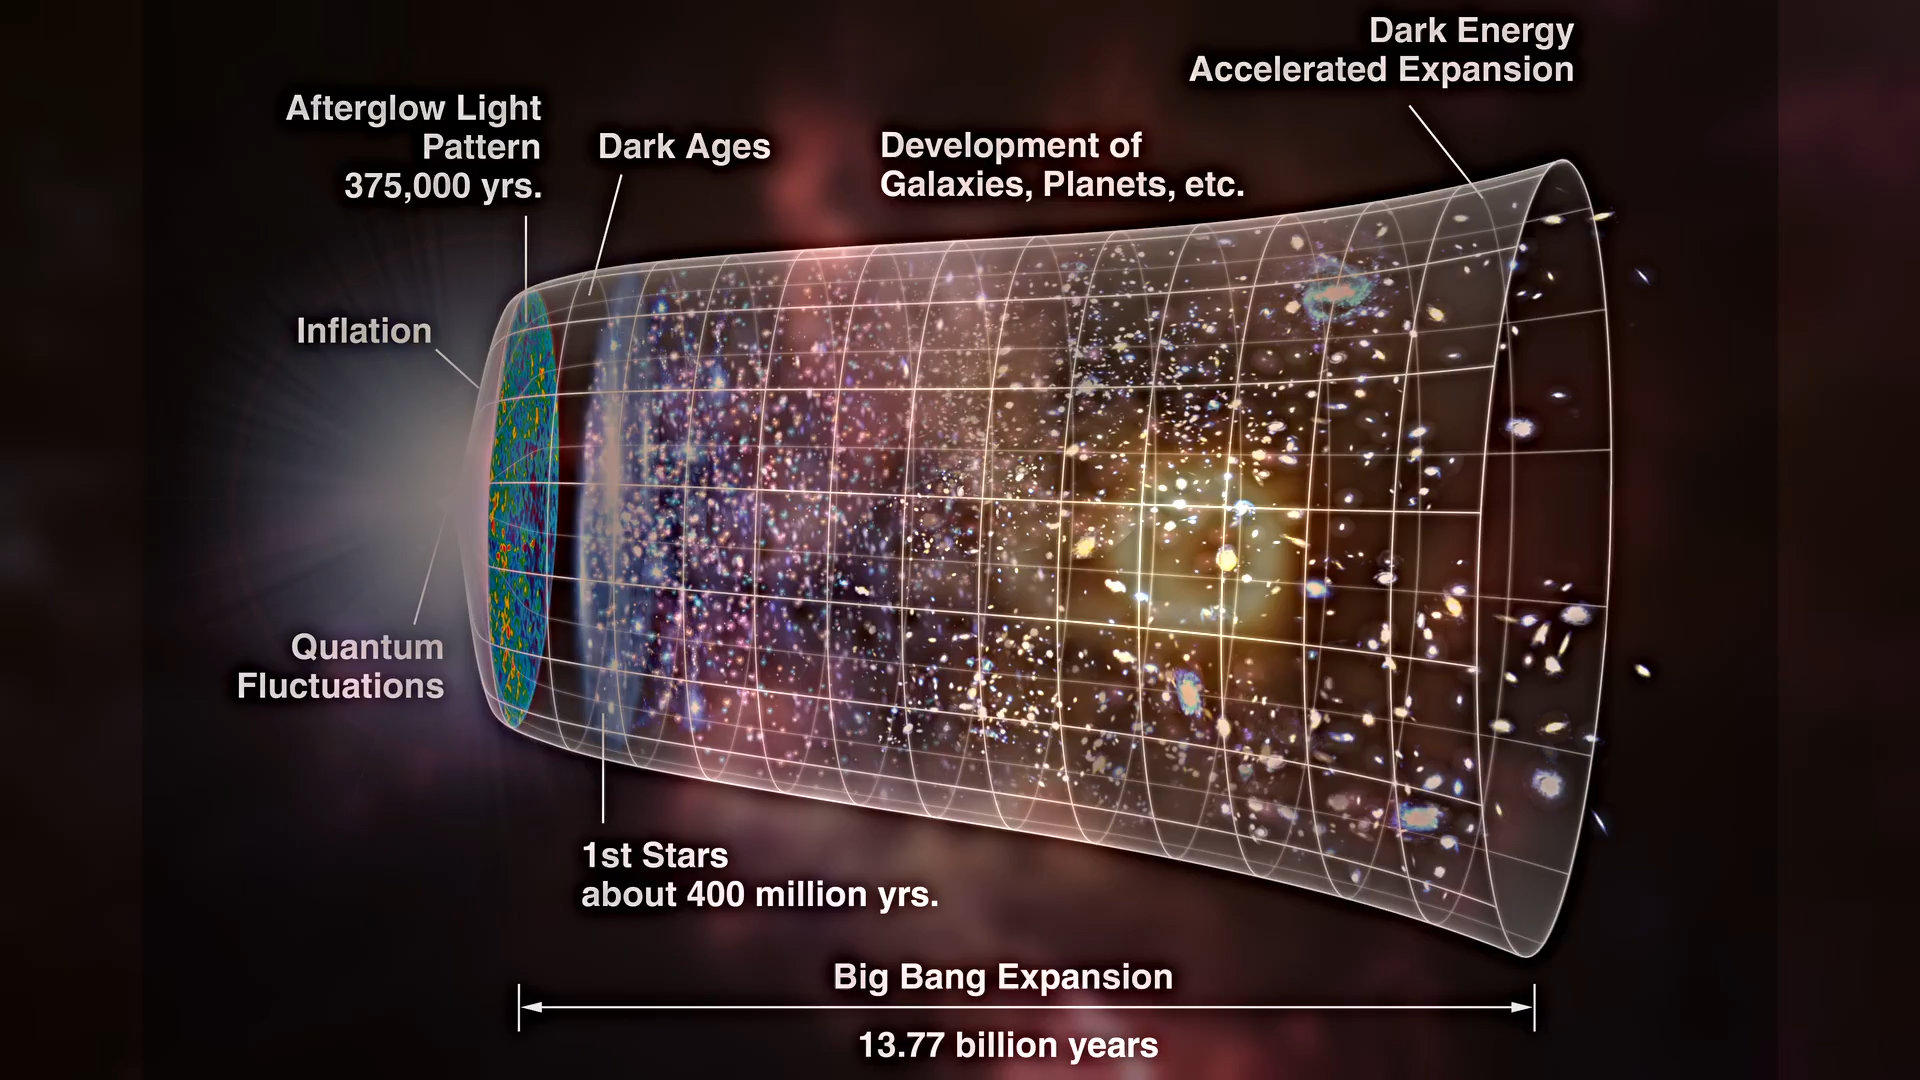 Dark Energy
Accelerated Expansion
Afterglow Light
Pattern
375,000 yrs.
Dark Ages
Development of
Galaxies, Planets, etc.
Inflation
Quantum
Fluctuations
1st Stars
about 400 million yrs.
Big Bang Expansion
13.77 billion years